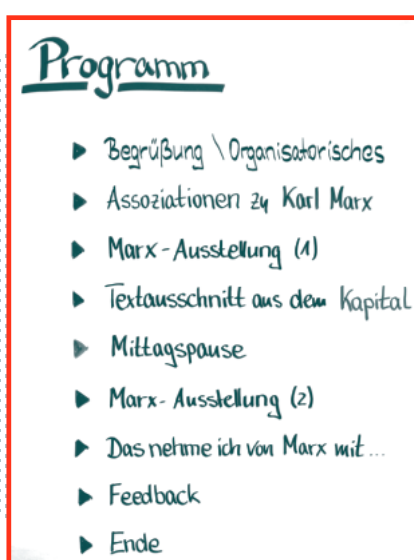 Programm
▶ Begrüßung \ Organisatorisches
▶ Assoziationen zu Karl Marx
▶ Marx-Ausstellung (1)
▶ Textausschnitt aus dem Kapital
▶ Mittagspause
▶ Marx-Ausstellung (2)
▶ Das nehme ich von Marx mit...
▶ Feedback
▶ Ende